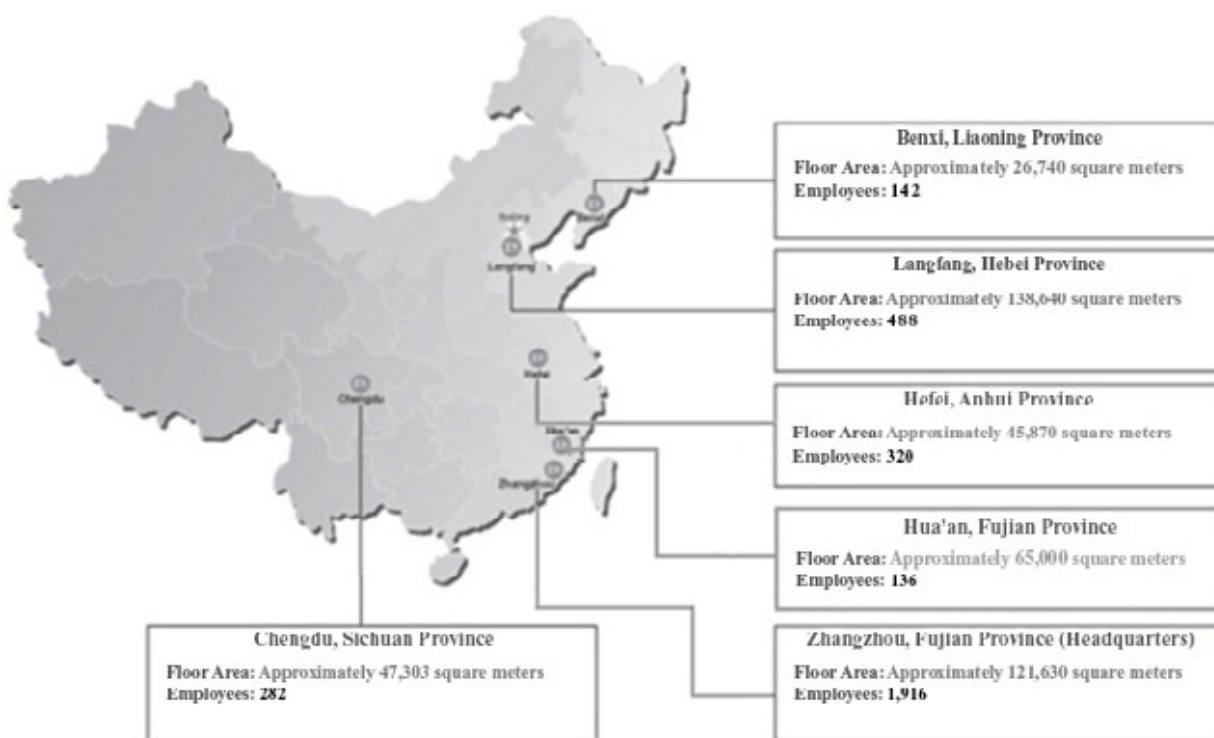 Benxi, Liaoning Province
Floor Area: Approximately 26,740 square meters
Employees: 142
Langfang, Hebei Province
Floor Area: Approximately 138,640 square meters
Employees: 488
Hefei, Anhui Province
Floor Area: Approximately 45,870 square meters
Employees: 320
Hua'an, Fujian Province
Floor Area: Approximately 65,000 square meters
Employees: 136
Zhangzhou, Fujian Province (Headquarters)
Floor Area: Approximately 121,630 square meters
Employees: 1,916
Chengdu, Sichuan Province
Floor Area: Approximately 47,303 square meters
Employees: 282
Beijing
Benxi
Langfang
Hefei
Chengdu
Hua'an
Zhangzhou